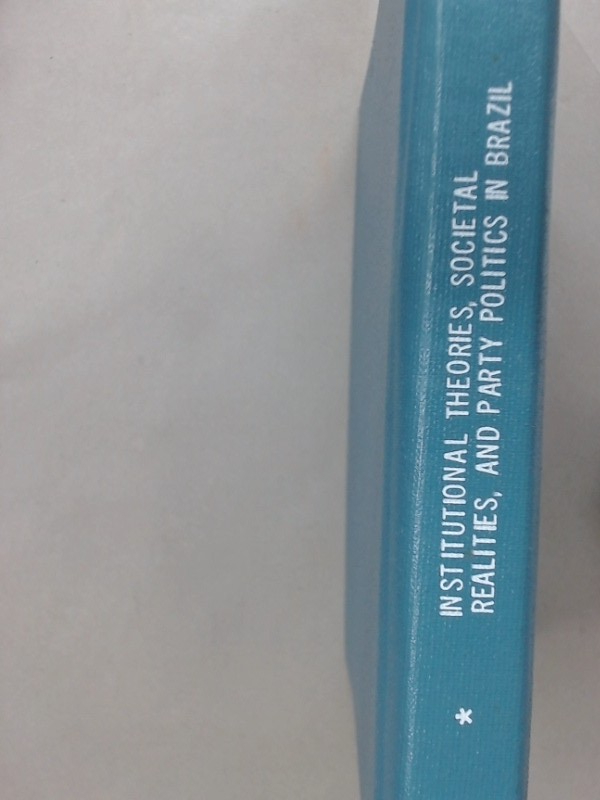 INSTITUTIONAL THEORIES, SOCIETAL
REALITIES, AND PARTY POLITICS IN BRAZIL
*